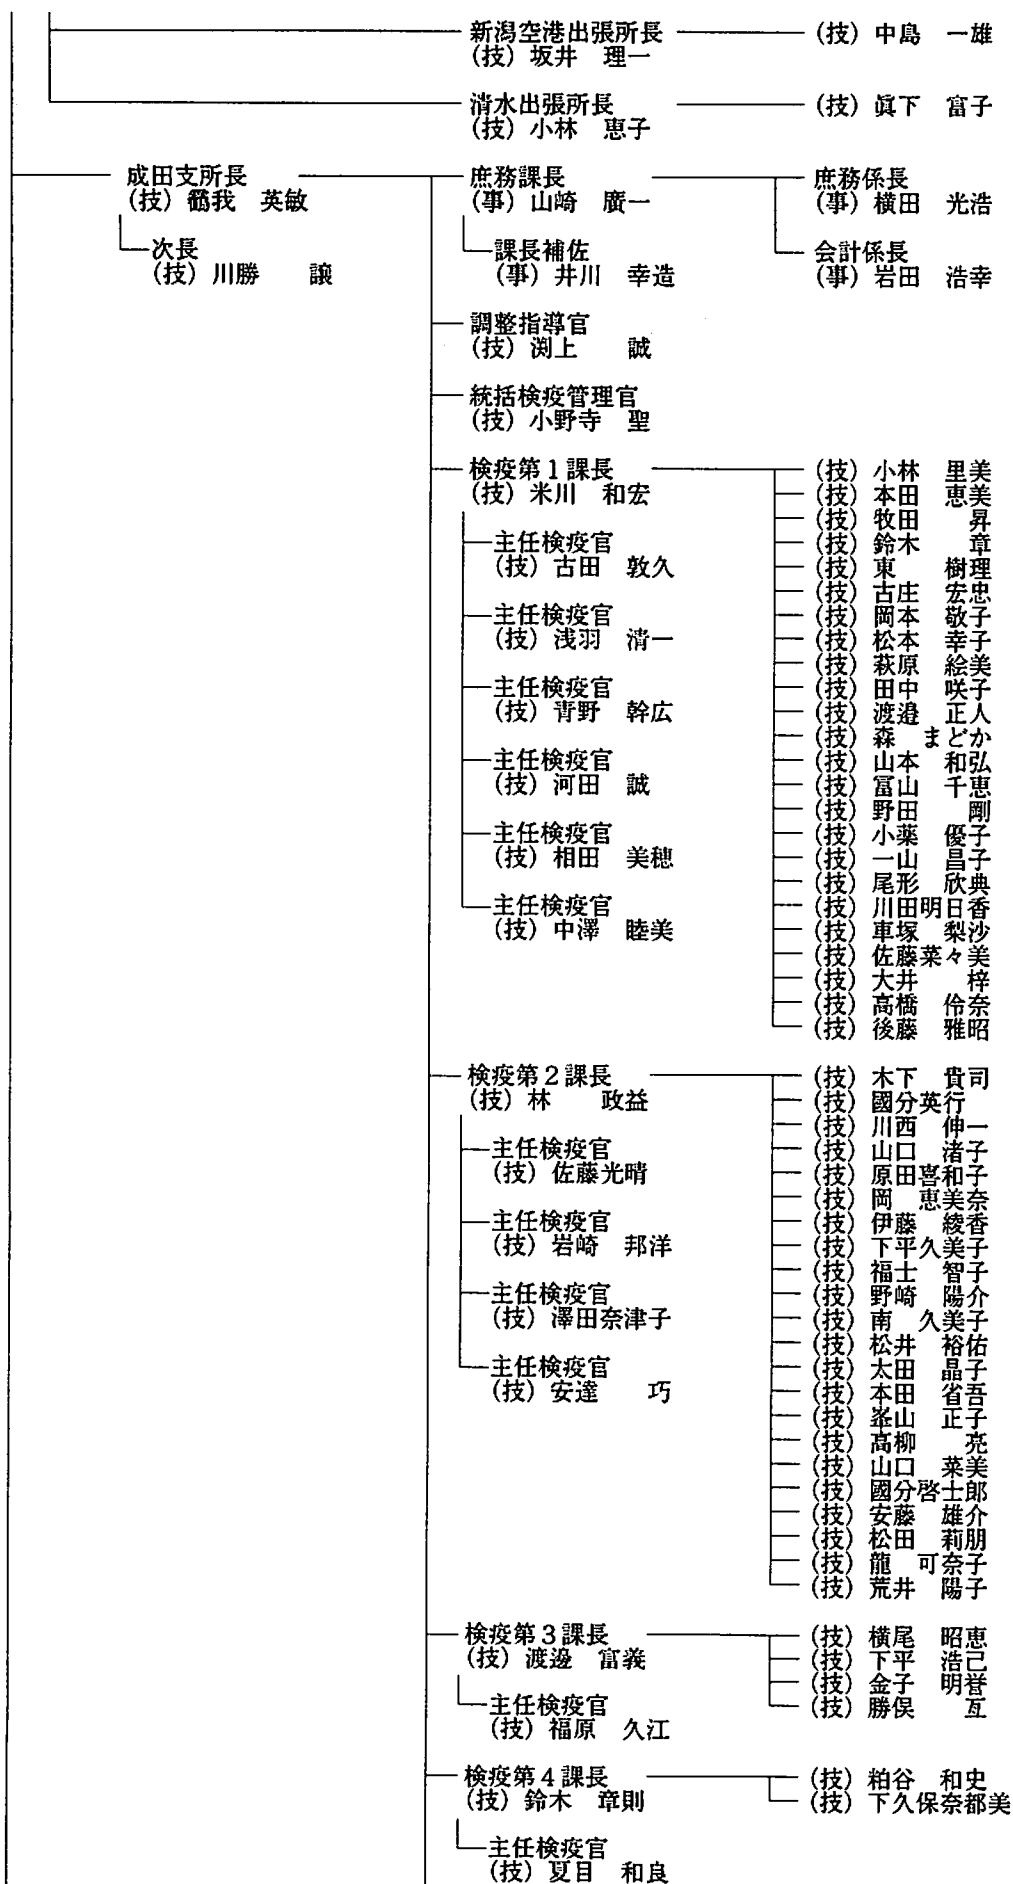 新潟空港出張所長　(技) 中島　一雄
(技) 坂井　理一
清水出張所長　(技) 眞下　富子
(技) 小林　恵子
成田支所長　庶務課長　庶務係長
(技) 鶴我　英敏　(事) 山崎　廣一　(事) 横田　光浩
次長　課長補佐　会計係長
(技) 川勝　　譲　(事) 井川　幸造　(事) 岩田　浩幸
調整指導官
(技) 渕上　　誠
統括検疫管理官
(技) 小野寺　聖
検疫第1課長
(技) 米川　和宏
主任検疫官
(技) 古田　敦久
主任検疫官
(技) 浅羽　清一
主任検疫官
(技) 青野　幹広
主任検疫官
(技) 河田　誠
主任検疫官
(技) 相田　美穂
主任検疫官
(技) 中澤　睦美
(技) 小林　里美
(技) 本田　恵美
(技) 牧田　　昇
(技) 鈴木　　章
(技) 東　　樹理
(技) 古庄　宏忠
(技) 岡本　敬子
(技) 松本　幸子
(技) 萩原　絵美
(技) 田中　咲子
(技) 渡邉　正人
(技) 森　まどか
(技) 山本　和弘
(技) 冨山　千恵
(技) 野田　　剛
(技) 小薬　優子
(技) 一山　昌子
(技) 尾形　欣典
(技) 川田明日香
(技) 車塚　梨沙
(技) 佐藤菜々美
(技) 大井　　梓
(技) 高橋　伶奈
(技) 後藤　雅昭
検疫第2課長
(技) 林　　政益
主任検疫官
(技) 佐藤光晴
主任検疫官
(技) 岩崎　邦洋
主任検疫官
(技) 澤田奈津子
主任検疫官
(技) 安達　　巧
(技) 木下　貴司
(技) 國分英行
(技) 川西　伸一
(技) 山口　渚子
(技) 原田喜和子
(技) 岡　恵美奈
(技) 伊藤　綾香
(技) 下平久美子
(技) 福士　智子
(技) 野崎　陽介
(技) 南　久美子
(技) 松井　裕佑
(技) 太田　晶子
(技) 本田　省吾
(技) 峯山　正子
(技) 高柳　　亮
(技) 山口　菜美
(技) 國分啓士郎
(技) 安藤　雄介
(技) 松田　莉朋
(技) 龍　可奈子
(技) 荒井　陽子
検疫第3課長
(技) 渡邊　富義
主任検疫官
(技) 福原　久江
(技) 横尾　昭恵
(技) 下平　浩己
(技) 金子　明誉
(技) 勝俣　　亙
検疫第4課長
(技) 鈴木　章則
主任検疫官
(技) 夏目　和良
(技) 粕谷　和史
(技) 下久保奈都美